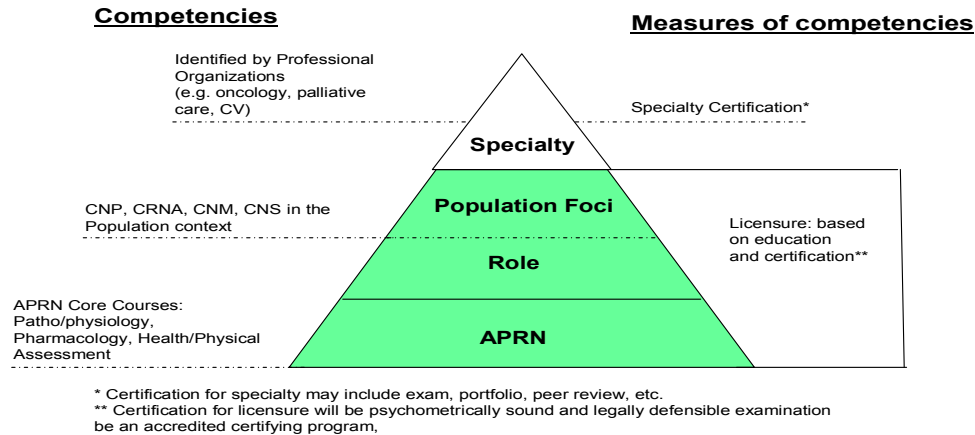 Competencies
Measures of competencies
Identified by Professional
Organizations
(e.g. oncology, palliative
care, CV)
Specialty Certification*
Specialty
CNP, CRNA, CNM, CNS in the
Population context
Population Foci
Licensure: based
on education
and certification**
Role
APRN Core Courses:
Patho/physiology,
Pharmacology, Health/Physical
Assessment
APRN
* Certification for specialty may include exam, portfolio, peer review, etc.
** Certification for licensure will be psychometrically sound and legally defensible examination
be an accredited certifying program,